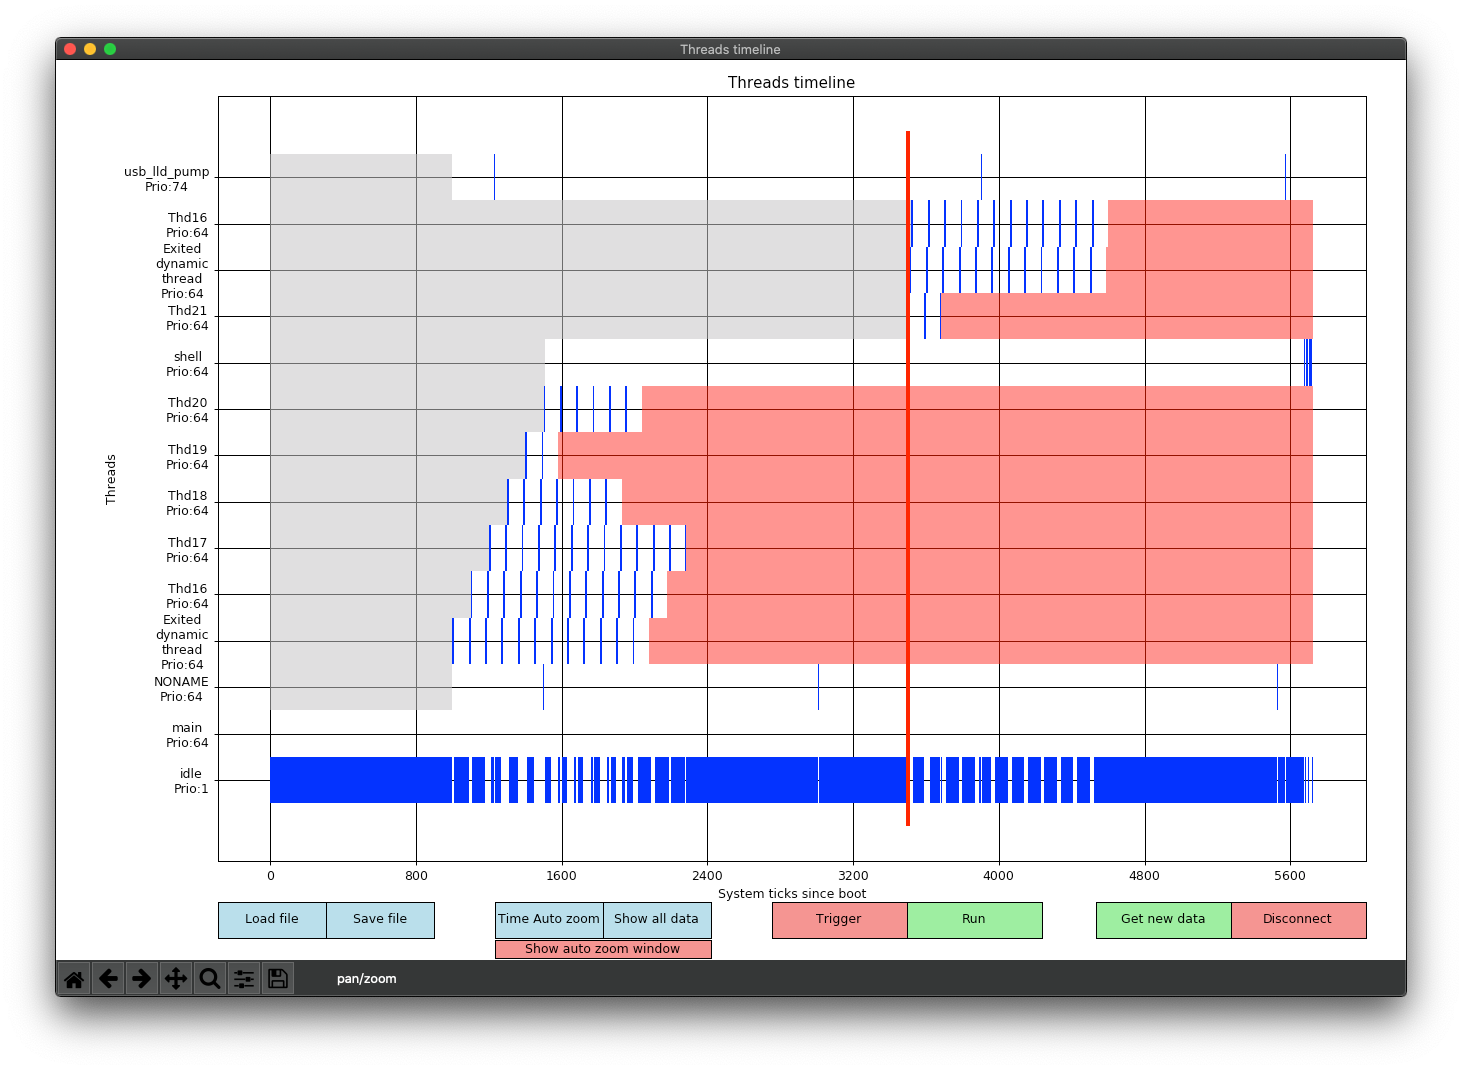 Threads timeline
Threads timeline
usb_lld_pump
Prio:74
Thd16
Prio:64
Exited
dynamic
thread
Prio:64
Thd21
Prio:64
shell
Prio:64
Thd20
Prio:64
Thd19
Prio:64
Thd18
Prio:64
Thd17
Prio:64
Thd16
Prio:64
Exited
dynamic
thread
Prio:64
NONAME
Prio:64
main
Prio:64
idle
Prio:1
Threads
0 800 1600 2400 3200 4000 4800 5600
System ticks since boot
Load file Save file Time Auto zoom Show all data Trigger Run Get new data Disconnect
Show auto zoom window
pan/zoom